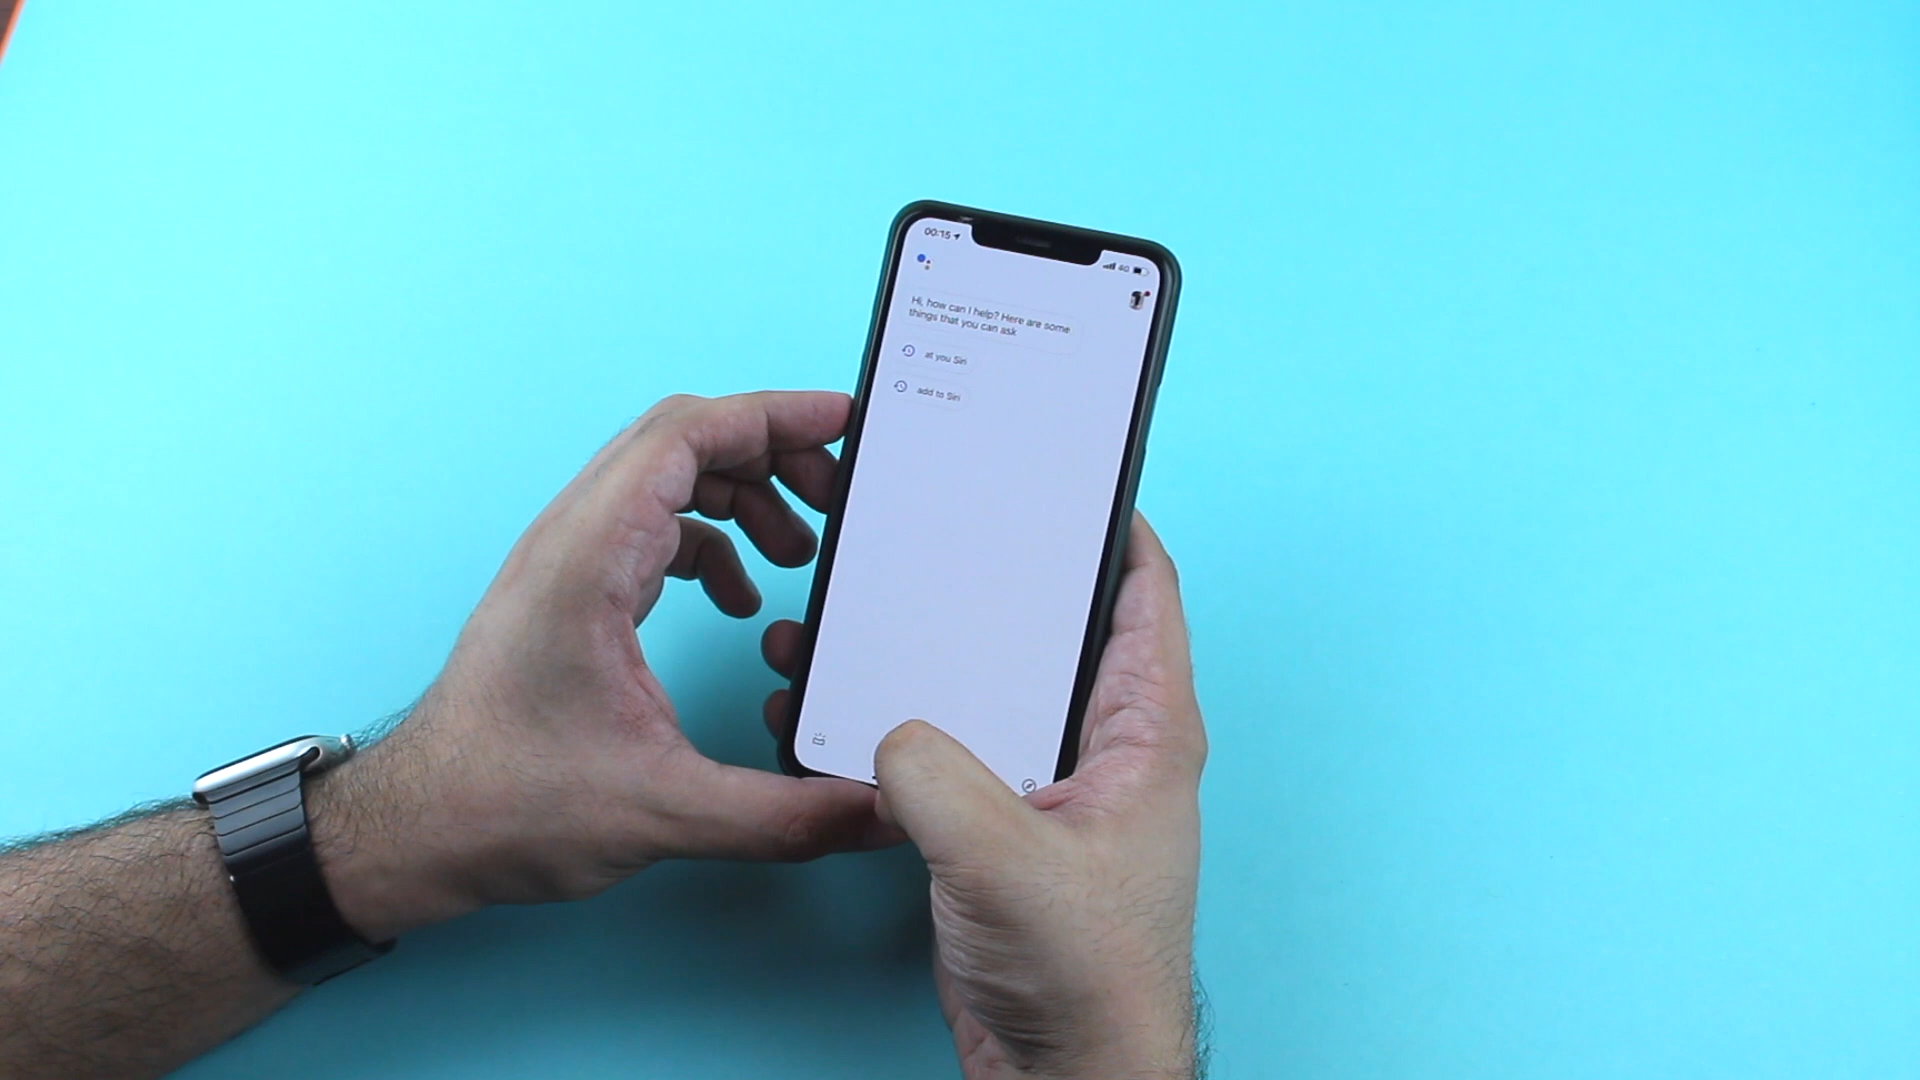 00:15
4G
Hi, how can I help? Here are some
things that you can ask
at you Siri
add to Siri